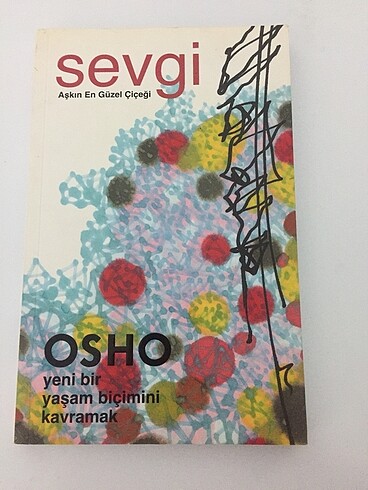 sevgi
Aşkın En Güzel Çiçeği
OSHO
yeni bir
yaşam biçimini
kavramak